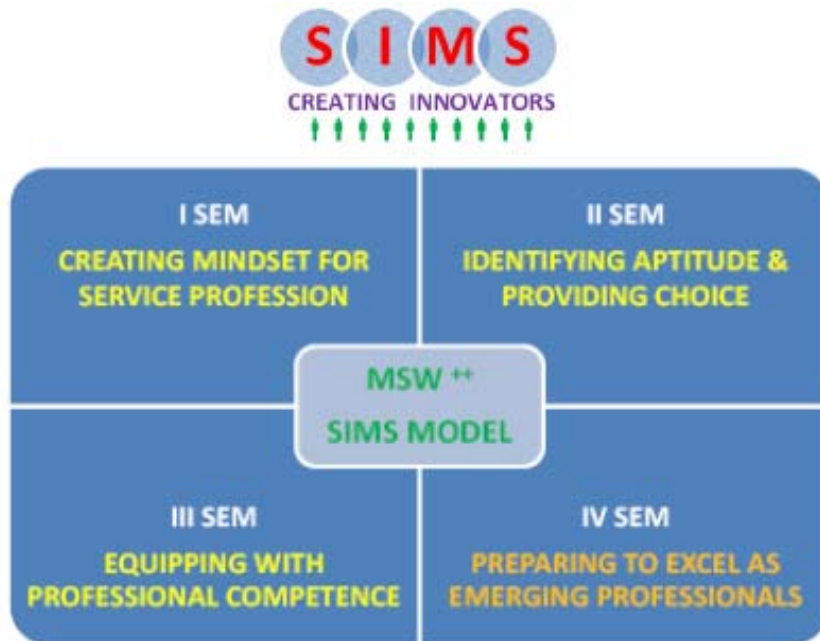 SIMS
CREATING INNOVATORS
I SEM
CREATING MINDSET FOR
SERVICE PROFESSION
II SEM
IDENTIFYING APTITUDE &
PROVIDING CHOICE
MSW ++
SIMS MODEL
III SEM
EQUIPPING WITH
PROFESSIONAL COMPETENCE
IV SEM
PREPARING TO EXCEL AS
EMERGING PROFESSIONALS